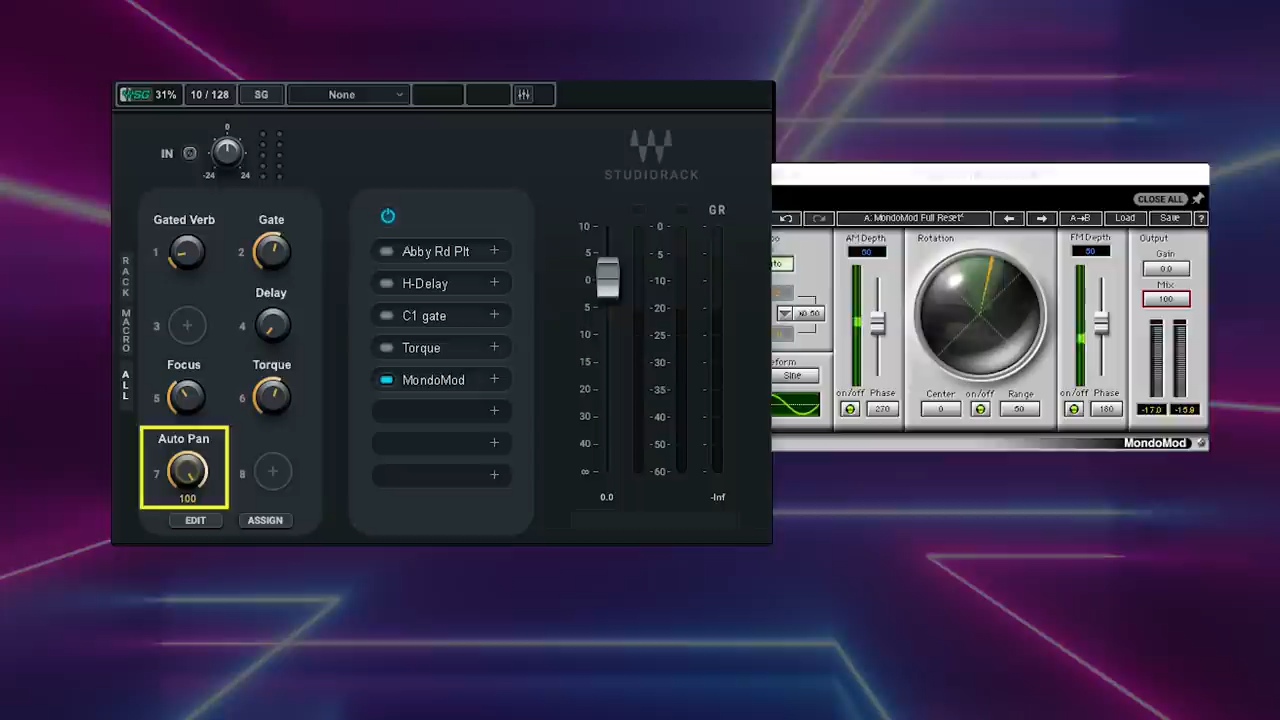 SG 31% 10 / 128 SG None
IN
0
-24 24
STUDIORACK
RACK MACRO ALL
Gated Verb Gate
1 2
Delay
3 4
Focus Torque
5 6
Auto Pan
7 8
100
EDIT ASSIGN
Abby Rd Plt
H-Delay
C1 gate
Torque
MondoMod
GR
10
5
0
5
10
15
20
30
40
∞
0.0
0
-5
-10
-15
-20
-25
-30
-35
-40
-50
-60
-Inf
CLOSE ALL
A: MondoMod Full Reset* A→B Load Save ?
AM Depth Rotation FM Depth Output
50 50 Gain
0.0
Mix
100
Sine
on/off Phase Center on/off Range on/off Phase
270 0 50 180 -17.0 -15.9
MondoMod